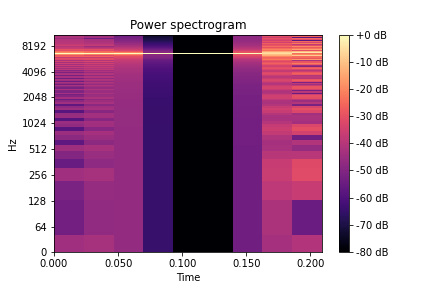 Power spectrogram
Hz
8192
4096
2048
1024
512
256
128
64
0
0.000 0.050 0.100 0.150 0.200
Time
+0 dB
-10 dB
-20 dB
-30 dB
-40 dB
-50 dB
-60 dB
-70 dB
-80 dB